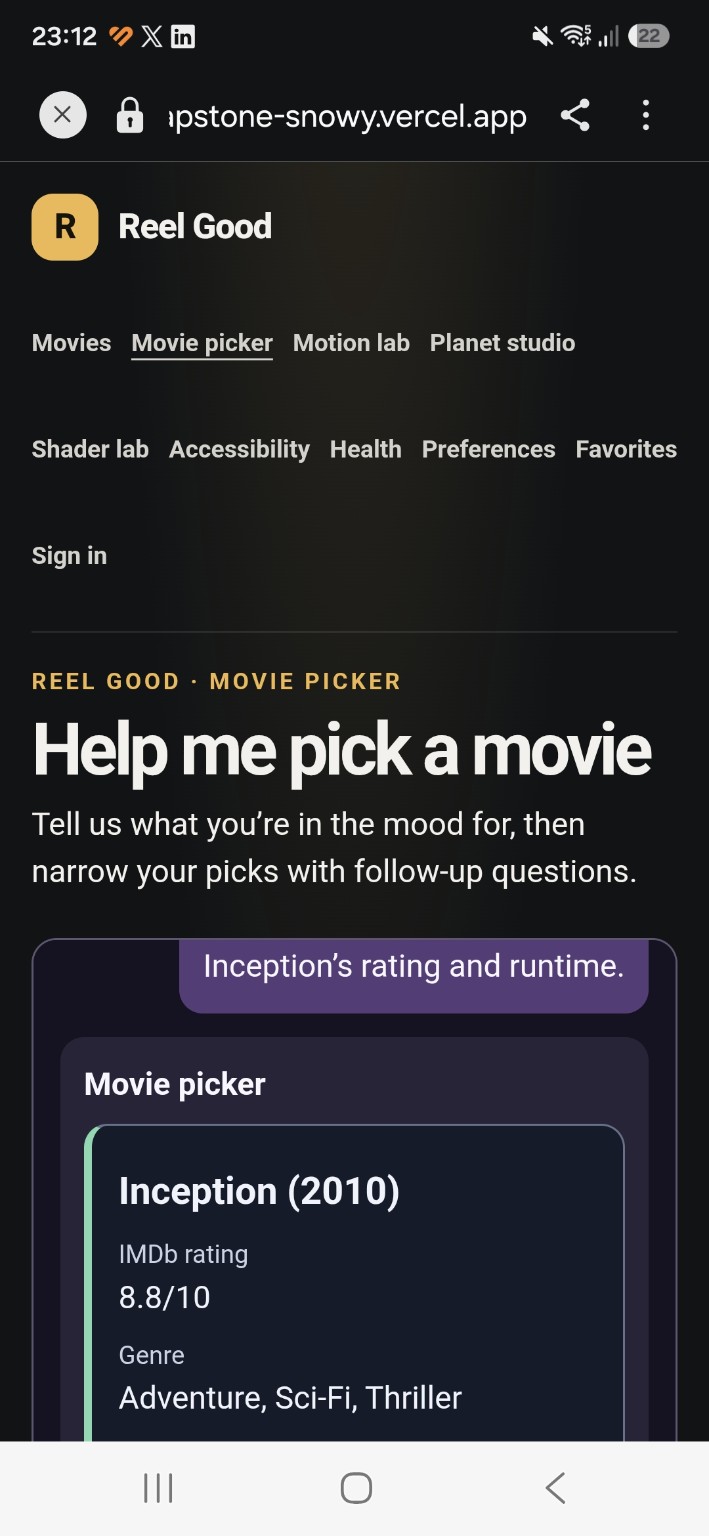 23:12
22
apstone-snowy.vercel.app
R Reel Good
Movies Movie picker Motion lab Planet studio
Shader lab Accessibility Health Preferences Favorites
Sign in
REEL GOOD · MOVIE PICKER
Help me pick a movie
Tell us what you’re in the mood for, then
narrow your picks with follow-up questions.
Inception’s rating and runtime.
Movie picker
Inception (2010)
IMDb rating
8.8/10
Genre
Adventure, Sci-Fi, Thriller